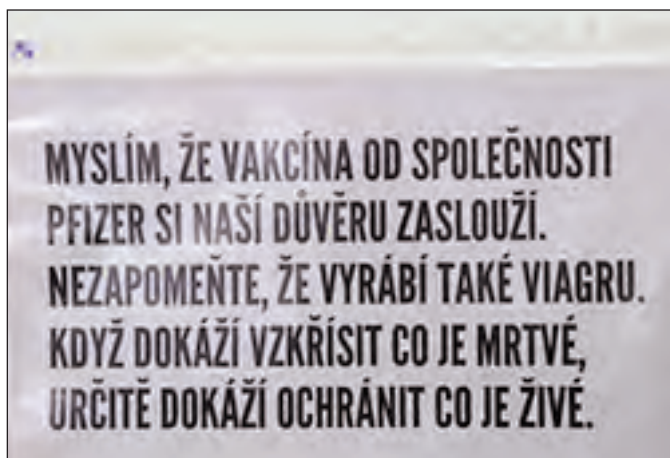 MYSLÍM, ŽE VAKCÍNA OD SPOLEČNOSTI
PFIZER SI NAŠÍ DŮVĚRU ZASLOUŽÍ.
NEZAPOMEŇTE, ŽE VYRÁBÍ TAKÉ VIAGRU.
KDYŽ DOKÁŽÍ VZKŘÍSIT CO JE MRTVÉ,
URČITĚ DOKÁŽÍ OCHRÁNIT CO JE ŽIVÉ.